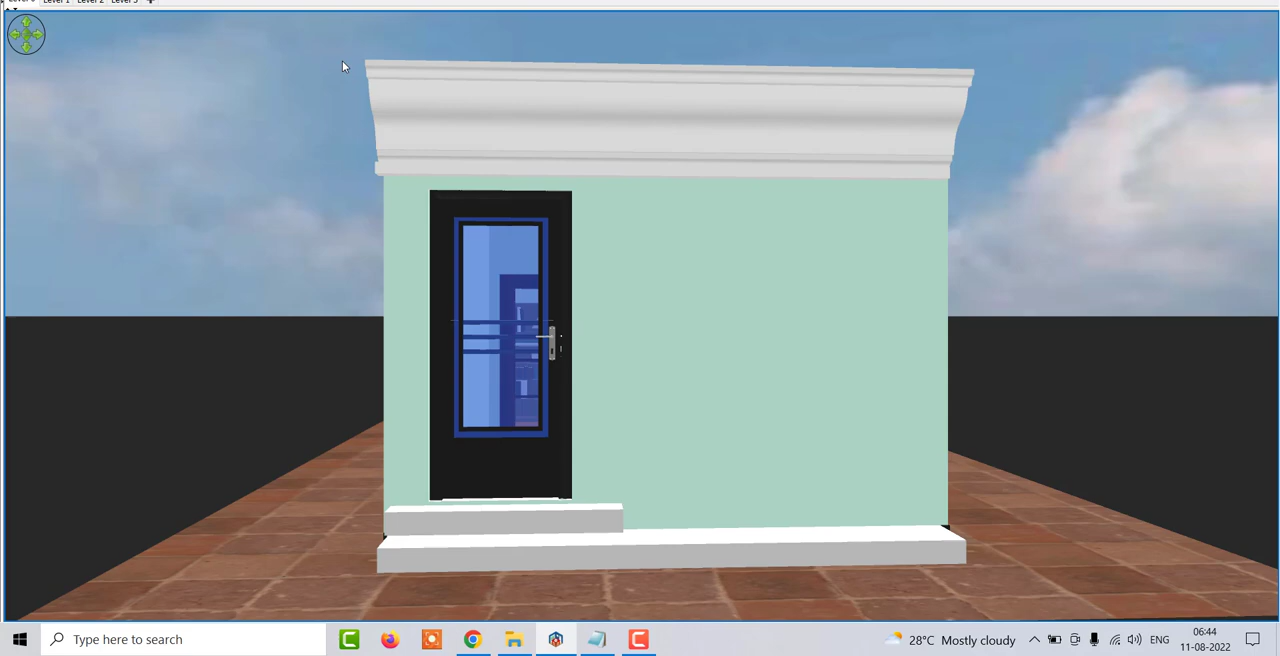 Level 1
Level 2
Level 3
Type here to search
28°C Mostly cloudy
ENG
06:44
11-08-2022